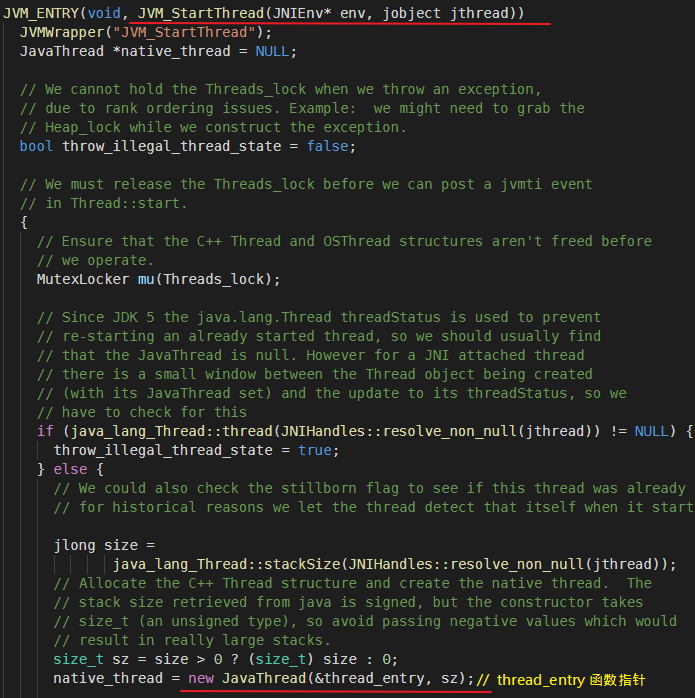 JVM_ENTRY(void, JVM_StartThread(JNIEnv* env, jobject jthread))
  JVMWrapper("JVM_StartThread");
  JavaThread *native_thread = NULL;

  // We cannot hold the Threads_lock when we throw an exception,
  // due to rank ordering issues. Example:  we might need to grab the
  // Heap_lock while we construct the exception.
  bool throw_illegal_thread_state = false;

  // We must release the Threads_lock before we can post a jvmti event
  // in Thread::start.
  {
    // Ensure that the C++ Thread and OSThread structures aren't freed before
    // we operate.
    MutexLocker mu(Threads_lock);

    // Since JDK 5 the java.lang.Thread threadStatus is used to prevent
    // re-starting an already started thread, so we should usually find
    // that the JavaThread is null. However for a JNI attached thread
    // there is a small window between the Thread object being created
    // (with its JavaThread set) and the update to its threadStatus, so we
    // have to check for this
    if (java_lang_Thread::thread(JNIHandles::resolve_non_null(jthread)) != NULL) {
      throw_illegal_thread_state = true;
    } else {
      // We could also check the stillborn flag to see if this thread was already
      // for historical reasons we let the thread detect that itself when it start

      jlong size =
             java_lang_Thread::stackSize(JNIHandles::resolve_non_null(jthread));
      // Allocate the C++ Thread structure and create the native thread.  The
      // stack size retrieved from java is signed, but the constructor takes
      // size_t (an unsigned type), so avoid passing negative values which would
      // result in really large stacks.
      size_t sz = size > 0 ? (size_t) size : 0;
      native_thread = new JavaThread(&thread_entry, sz); // thread_entry 函数指针